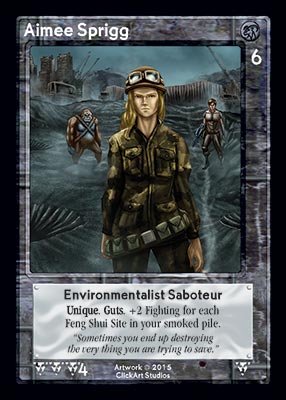 Aimee Sprigg
6
Environmentalist Saboteur
Unique. Guts. +2 Fighting for each
Feng Shui Site in your smoked pile.
"Sometimes you end up destroying
the very thing you are trying to save."
4
Artwork © 2015
ClickArt Studios